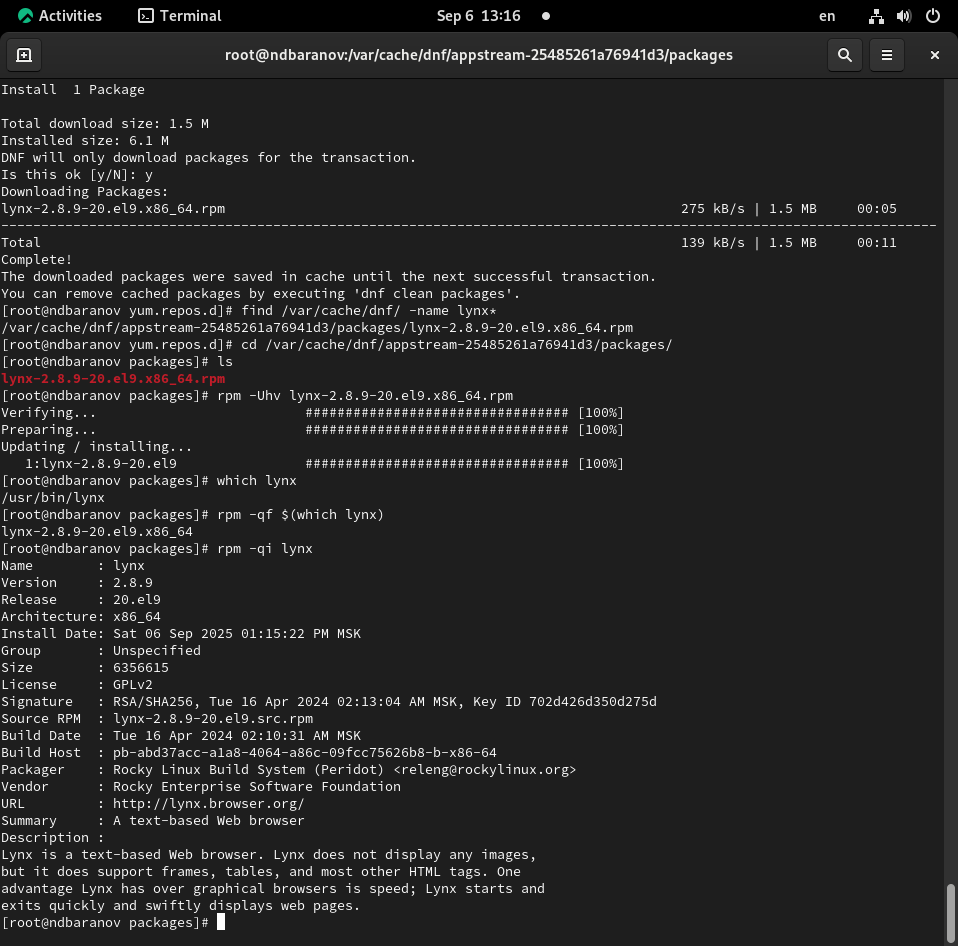 Activities Terminal Sep 6 13:16 en
root@ndbaranov:/var/cache/dnf/appstream-25485261a76941d3/packages
Install  1 Package

Total download size: 1.5 M
Installed size: 6.1 M
DNF will only download packages for the transaction.
Is this ok [y/N]: y
Downloading Packages:
lynx-2.8.9-20.el9.x86_64.rpm                                                         275 kB/s | 1.5 MB     00:05
---------------------------------------------------------------------------------------------------------------------
Total                                                                                139 kB/s | 1.5 MB     00:11
Complete!
The downloaded packages were saved in cache until the next successful transaction.
You can remove cached packages by executing 'dnf clean packages'.
[root@ndbaranov yum.repos.d]# find /var/cache/dnf/ -name lynx*
/var/cache/dnf/appstream-25485261a76941d3/packages/lynx-2.8.9-20.el9.x86_64.rpm
[root@ndbaranov yum.repos.d]# cd /var/cache/dnf/appstream-25485261a76941d3/packages/
[root@ndbaranov packages]# ls
lynx-2.8.9-20.el9.x86_64.rpm
[root@ndbaranov packages]# rpm -Uhv lynx-2.8.9-20.el9.x86_64.rpm
Verifying...                          ################################# [100%]
Preparing...                          ################################# [100%]
Updating / installing...
   1:lynx-2.8.9-20.el9                ################################# [100%]
[root@ndbaranov packages]# which lynx
/usr/bin/lynx
[root@ndbaranov packages]# rpm -qf $(which lynx)
lynx-2.8.9-20.el9.x86_64
[root@ndbaranov packages]# rpm -qi lynx
Name        : lynx
Version     : 2.8.9
Release     : 20.el9
Architecture: x86_64
Install Date: Sat 06 Sep 2025 01:15:22 PM MSK
Group       : Unspecified
Size        : 6356615
License     : GPLv2
Signature   : RSA/SHA256, Tue 16 Apr 2024 02:13:04 AM MSK, Key ID 702d426d350d275d
Source RPM  : lynx-2.8.9-20.el9.src.rpm
Build Date  : Tue 16 Apr 2024 02:10:31 AM MSK
Build Host  : pb-abd37acc-a1a8-4064-a86c-09fcc75626b8-b-x86-64
Packager    : Rocky Linux Build System (Peridot) <releng@rockylinux.org>
Vendor      : Rocky Enterprise Software Foundation
URL         : http://lynx.browser.org/
Summary     : A text-based Web browser
Description :
Lynx is a text-based Web browser. Lynx does not display any images,
but it does support frames, tables, and most other HTML tags. One
advantage Lynx has over graphical browsers is speed; Lynx starts and
exits quickly and swiftly displays web pages.
[root@ndbaranov packages]#